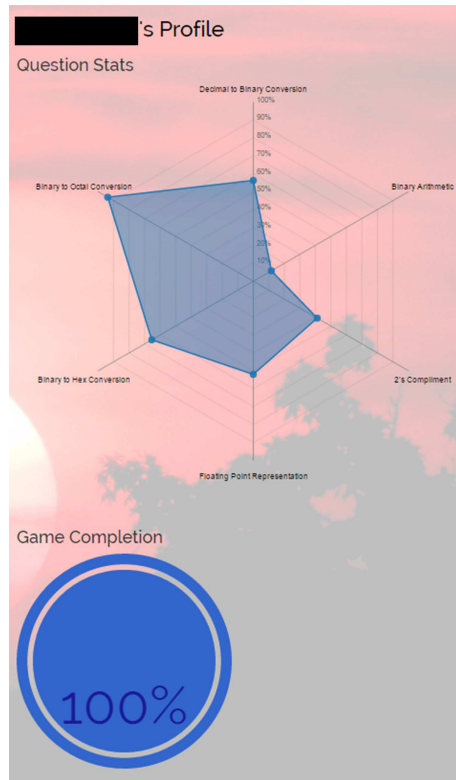 's Profile
Question Stats
Decimal to Binary Conversion
100%
90%
80%
70%
60%
50%
40%
30%
20%
10%
Binary to Octal Conversion
Binary Arithmetic
Binary to Hex Conversion
2's Compliment
Floating Point Representation
Game Completion
100%